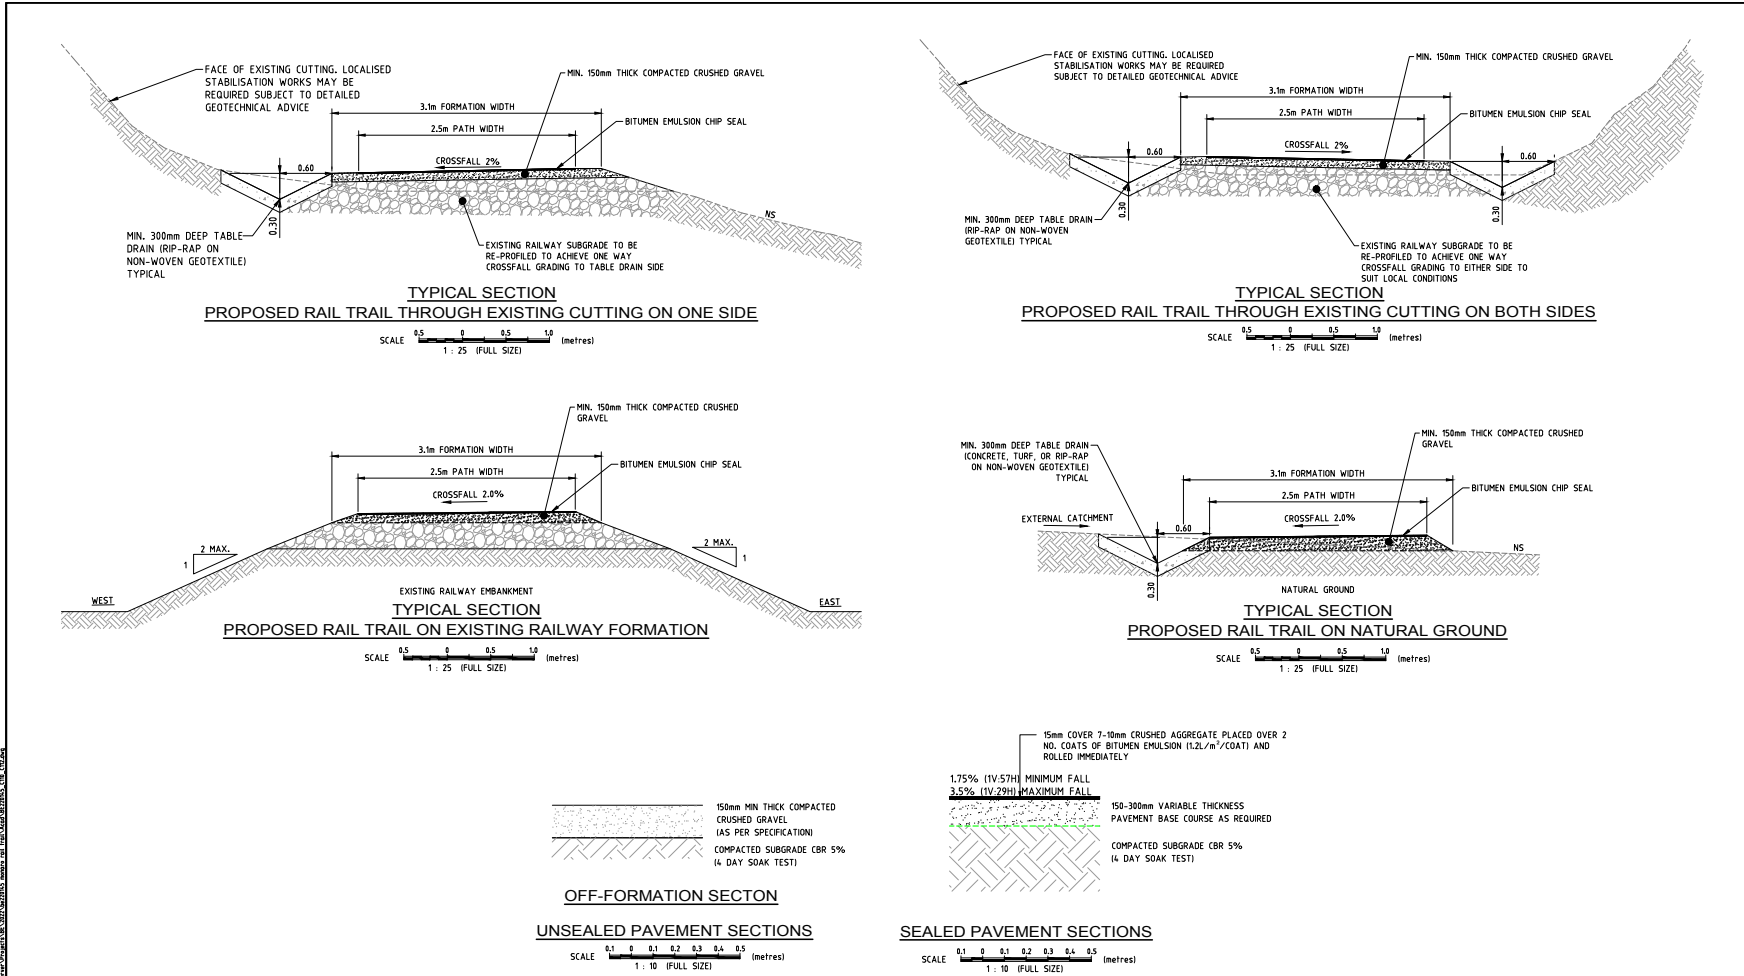 FACE OF EXISTING CUTTING. LOCALISED
STABILISATION WORKS MAY BE
REQUIRED SUBJECT TO DETAILED
GEOTECHNICAL ADVICE
MIN. 150mm THICK COMPACTED CRUSHED GRAVEL
3.1m FORMATION WIDTH
BITUMEN EMULSION CHIP SEAL
2.5m PATH WIDTH
CROSSFALL 2%
0.60
0.30
NS
MIN. 300mm DEEP TABLE
DRAIN (RIP-RAP ON
NON-WOVEN GEOTEXTILE)
TYPICAL
EXISTING RAILWAY SUBGRADE TO BE
RE-PROFILED TO ACHIEVE ONE WAY
CROSSFALL GRADING TO TABLE DRAIN SIDE
TYPICAL SECTION
PROPOSED RAIL TRAIL THROUGH EXISTING CUTTING ON ONE SIDE
SCALE 0.5 0 0.5 1.0 (metres)
1 : 25 (FULL SIZE)
FACE OF EXISTING CUTTING. LOCALISED
STABILISATION WORKS MAY BE REQUIRED
SUBJECT TO DETAILED GEOTECHNICAL ADVICE
MIN. 150mm THICK COMPACTED CRUSHED GRAVEL
3.1m FORMATION WIDTH
2.5m PATH WIDTH
BITUMEN EMULSION CHIP SEAL
CROSSFALL 2%
0.60
0.60
0.30
0.30
MIN. 300mm DEEP TABLE DRAIN
(RIP-RAP ON NON-WOVEN
GEOTEXTILE) TYPICAL
EXISTING RAILWAY SUBGRADE TO BE
RE-PROFILED TO ACHIEVE ONE WAY
CROSSFALL GRADING TO EITHER SIDE TO
SUIT LOCAL CONDITIONS
TYPICAL SECTION
PROPOSED RAIL TRAIL THROUGH EXISTING CUTTING ON BOTH SIDES
SCALE 0.5 0 0.5 1.0 (metres)
1 : 25 (FULL SIZE)
MIN. 150mm THICK COMPACTED CRUSHED
GRAVEL
3.1m FORMATION WIDTH
BITUMEN EMULSION CHIP SEAL
2.5m PATH WIDTH
CROSSFALL 2.0%
2 MAX.
1
2 MAX.
1
WEST
EAST
EXISTING RAILWAY EMBANKMENT
TYPICAL SECTION
PROPOSED RAIL TRAIL ON EXISTING RAILWAY FORMATION
SCALE 0.5 0 0.5 1.0 (metres)
1 : 25 (FULL SIZE)
MIN. 300mm DEEP TABLE DRAIN
(CONCRETE, TURF, OR RIP-RAP
ON NON-WOVEN GEOTEXTILE)
TYPICAL
MIN. 150mm THICK COMPACTED CRUSHED
GRAVEL
3.1m FORMATION WIDTH
BITUMEN EMULSION CHIP SEAL
2.5m PATH WIDTH
EXTERNAL CATCHMENT
CROSSFALL 2.0%
0.60
0.30
NS
NATURAL GROUND
TYPICAL SECTION
PROPOSED RAIL TRAIL ON NATURAL GROUND
SCALE 0.5 0 0.5 1.0 (metres)
1 : 25 (FULL SIZE)
150mm MIN THICK COMPACTED
CRUSHED GRAVEL
(AS PER SPECIFICATION)
COMPACTED SUBGRADE CBR 5%
(4 DAY SOAK TEST)
OFF-FORMATION SECTON
UNSEALED PAVEMENT SECTIONS
SCALE 0.1 0 0.1 0.2 0.3 0.4 0.5 (metres)
1 : 10 (FULL SIZE)
15mm COVER 7-10mm CRUSHED AGGREGATE PLACED OVER 2
NO. COATS OF BITUMEN EMULSION (1.2L/m²/COAT) AND
ROLLED IMMEDIATELY
1.75% (1V:57H) MINIMUM FALL
3.5% (1V:29H) MAXIMUM FALL
150-300mm VARIABLE THICKNESS
PAVEMENT BASE COURSE AS REQUIRED
COMPACTED SUBGRADE CBR 5%
(4 DAY SOAK TEST)
SEALED PAVEMENT SECTIONS
SCALE 0.1 0 0.1 0.2 0.3 0.4 0.5 (metres)
1 : 10 (FULL SIZE)